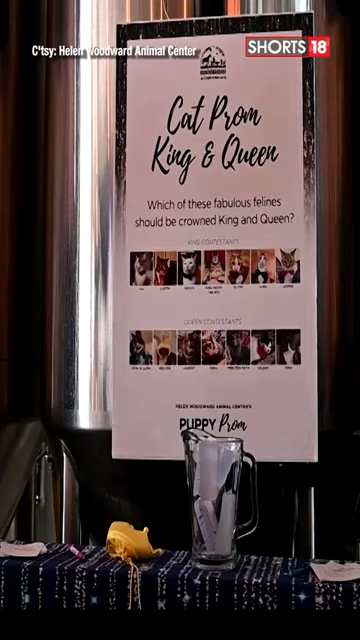 C'tsy: Helen Woodward Animal Center
SHORTS 18
Cat Prom
King & Queen
Which of these fabulous felines
should be crowned King and Queen?
KING CONTESTANTS
QUEEN CONTESTANTS
HELEN WOODWARD ANIMAL CENTER'S
PUPPY Prom